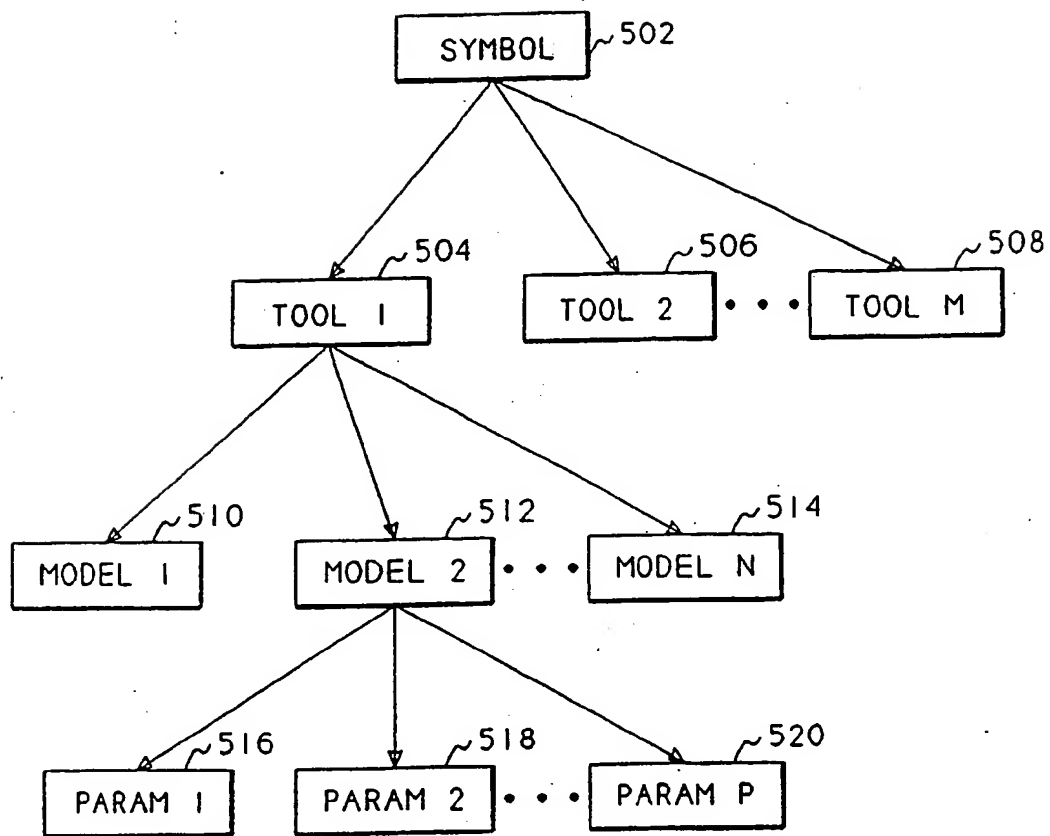 SYMBOL 502
504 506 508
TOOL 1 TOOL 2 • • • TOOL M
510 512 514
MODEL 1 MODEL 2 • • • MODEL N
516 518 520
PARAM 1 PARAM 2 • • • PARAM P